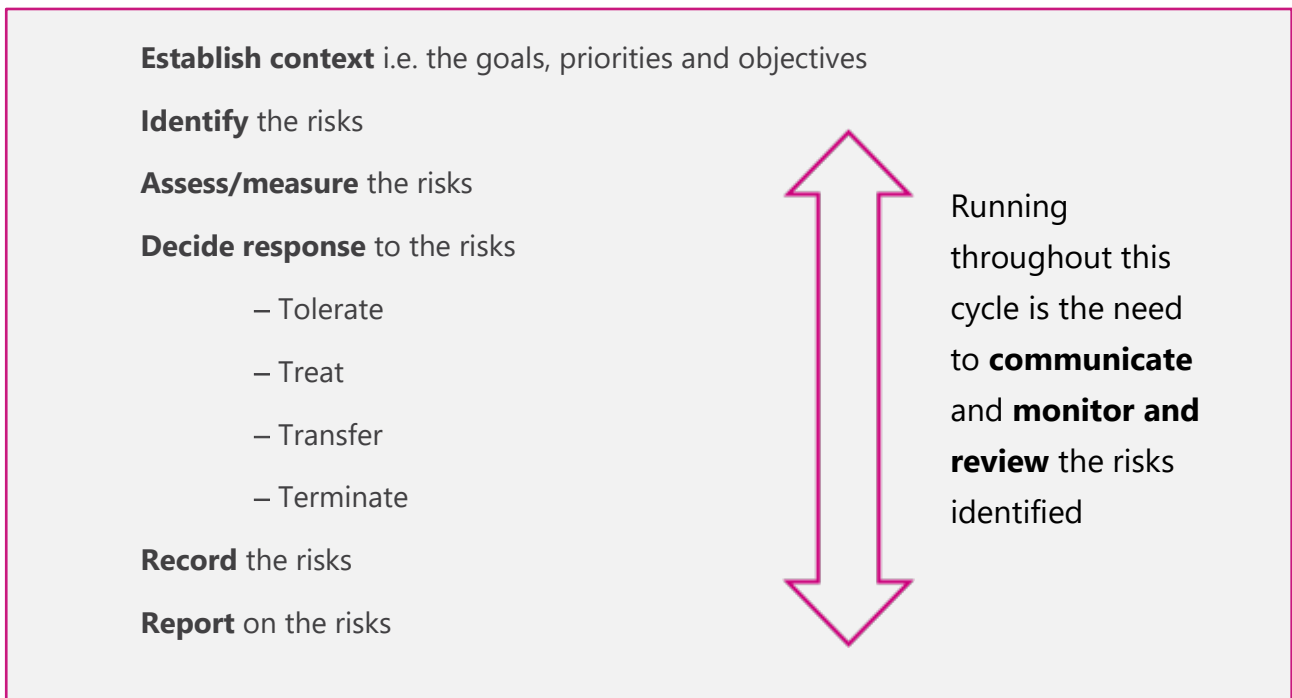 Establish context i.e. the goals, priorities and objectives
Identify the risks
Assess/measure the risks
Decide response to the risks
– Tolerate
– Treat
– Transfer
– Terminate
Record the risks
Report on the risks
Running
throughout this
cycle is the need
to communicate
and monitor and
review the risks
identified